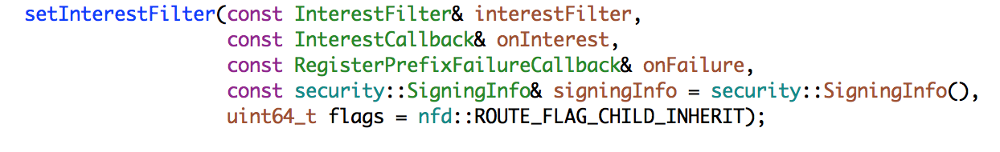 setInterestFilter(const InterestFilter& interestFilter,
const InterestCallback& onInterest,
const RegisterPrefixFailureCallback& onFailure,
const security::SigningInfo& signingInfo = security::SigningInfo(),
uint64_t flags = nfd::ROUTE_FLAG_CHILD_INHERIT);